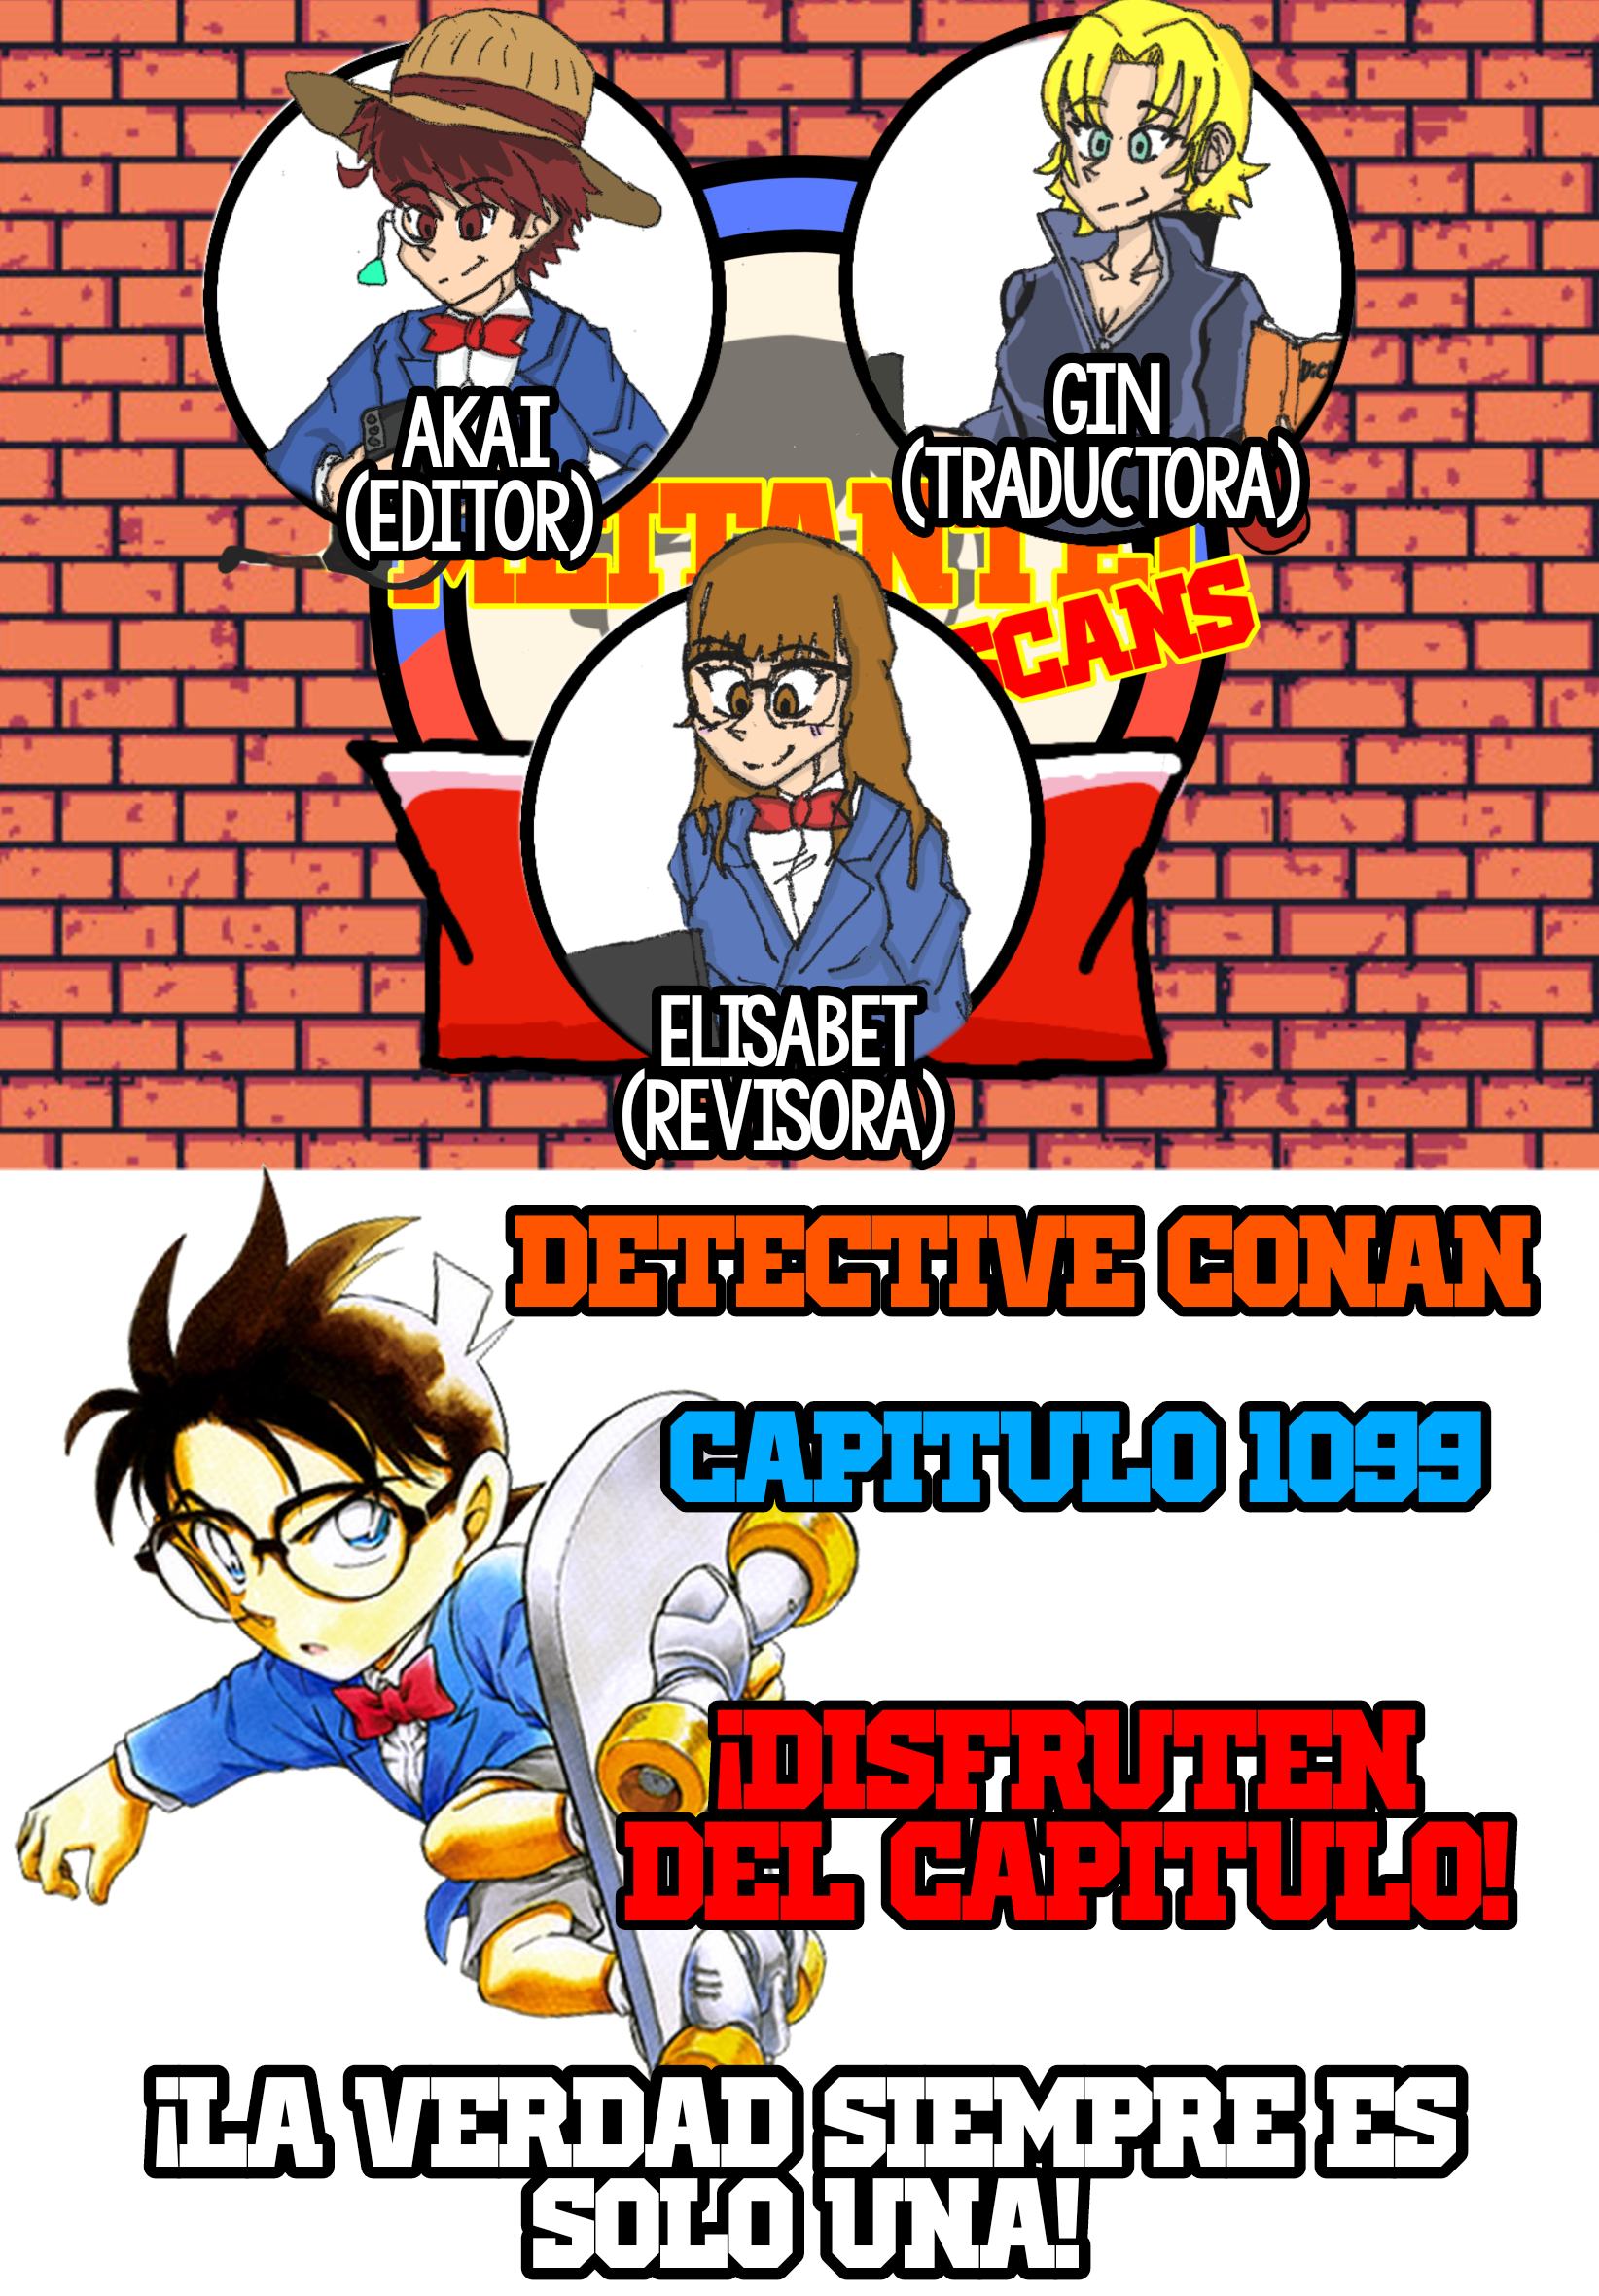 AKAI
(EDITOR)
GIN
(TRADUCTORA)
MEITANTEI
SCANS
ELISABET
(REVISORA)
DETECTIVE CONAN
CAPITULO 1099
¡DISFRUTEN
DEL CAPITULO!
¡LA VERDAD SIEMPRE ES
SOLO UNA!